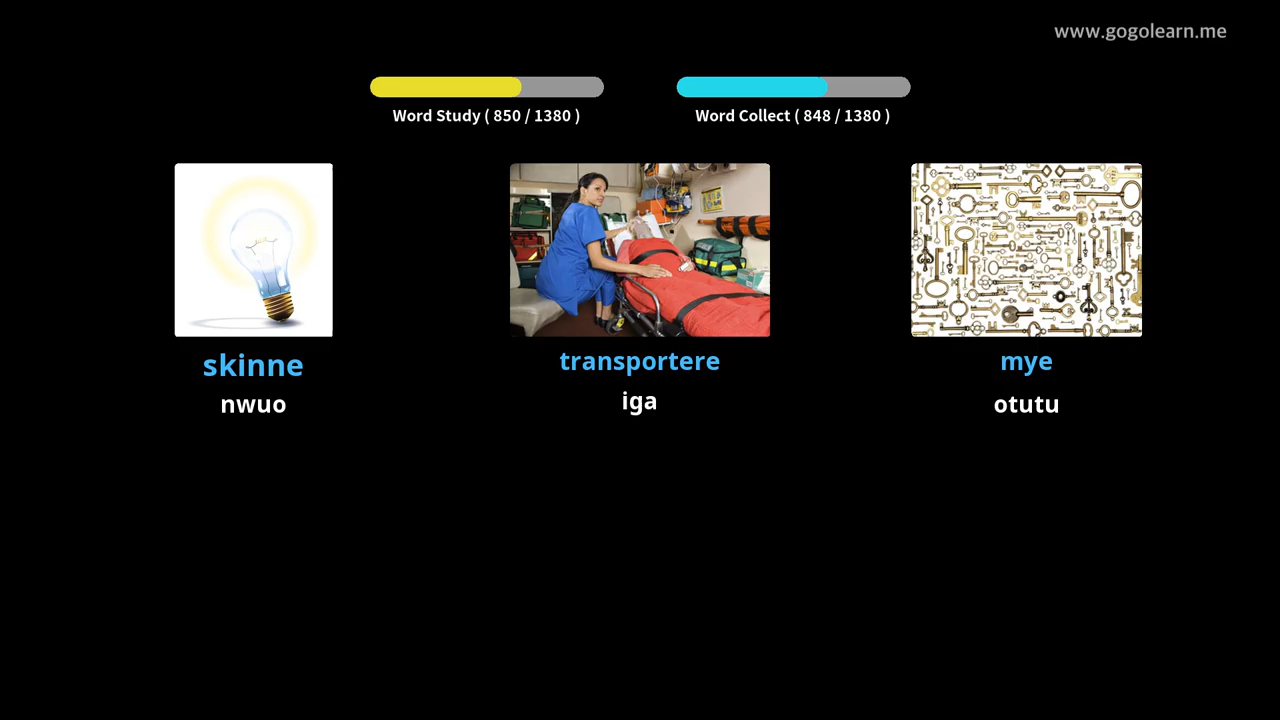 www.gogolearn.me
Word Study ( 850 / 1380 )
Word Collect ( 848 / 1380 )
skinne
nwuo
transportere
iga
mye
otutu